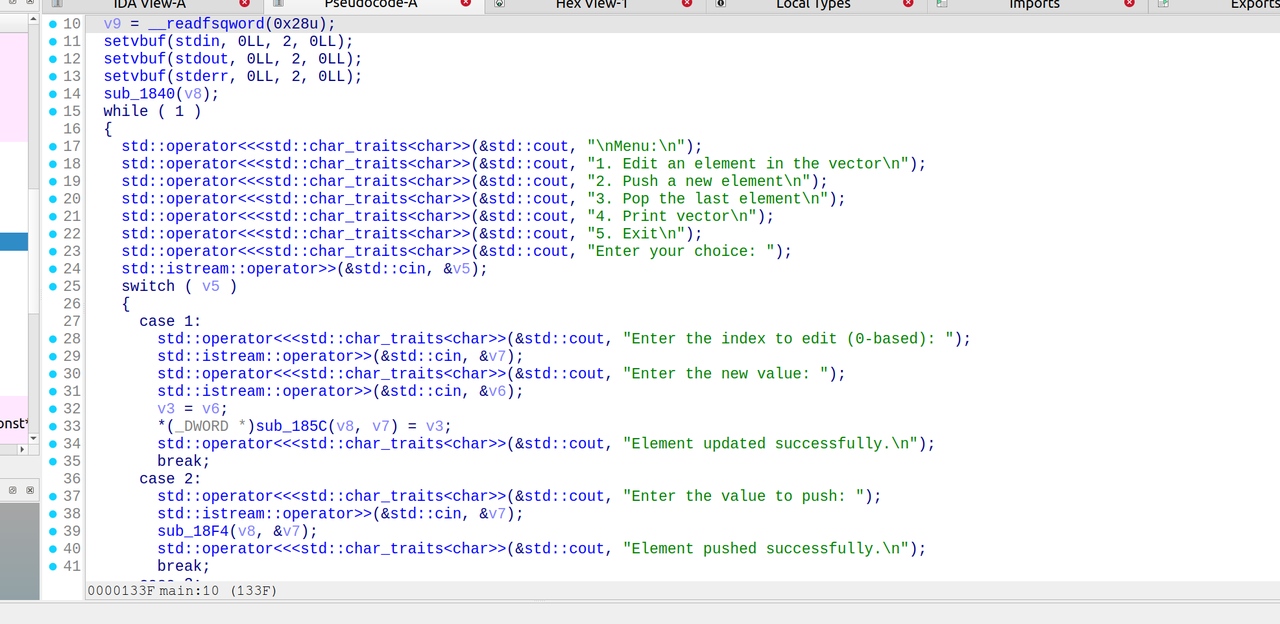 IDA View-A Pseudocode-A Hex View-1 Local Types Imports Exports
10 v9 = __readfsqword(0x28u);
11 setvbuf(stdin, 0LL, 2, 0LL);
12 setvbuf(stdout, 0LL, 2, 0LL);
13 setvbuf(stderr, 0LL, 2, 0LL);
14 sub_1840(v8);
15 while ( 1 )
16 {
17 std::operator<<<std::char_traits<char>>(&std::cout, "\nMenu:\n");
18 std::operator<<<std::char_traits<char>>(&std::cout, "1. Edit an element in the vector\n");
19 std::operator<<<std::char_traits<char>>(&std::cout, "2. Push a new element\n");
20 std::operator<<<std::char_traits<char>>(&std::cout, "3. Pop the last element\n");
21 std::operator<<<std::char_traits<char>>(&std::cout, "4. Print vector\n");
22 std::operator<<<std::char_traits<char>>(&std::cout, "5. Exit\n");
23 std::operator<<<std::char_traits<char>>(&std::cout, "Enter your choice: ");
24 std::istream::operator>>(&std::cin, &v5);
25 switch ( v5 )
26 {
27 case 1:
28 std::operator<<<std::char_traits<char>>(&std::cout, "Enter the index to edit (0-based): ");
29 std::istream::operator>>(&std::cin, &v7);
30 std::operator<<<std::char_traits<char>>(&std::cout, "Enter the new value: ");
31 std::istream::operator>>(&std::cin, &v6);
32 v3 = v6;
33 *(_DWORD *)sub_185C(v8, v7) = v3;
34 std::operator<<<std::char_traits<char>>(&std::cout, "Element updated successfully.\n");
35 break;
36 case 2:
37 std::operator<<<std::char_traits<char>>(&std::cout, "Enter the value to push: ");
38 std::istream::operator>>(&std::cin, &v7);
39 sub_18F4(v8, &v7);
40 std::operator<<<std::char_traits<char>>(&std::cout, "Element pushed successfully.\n");
41 break;
onst*
0000133F main:10 (133F)